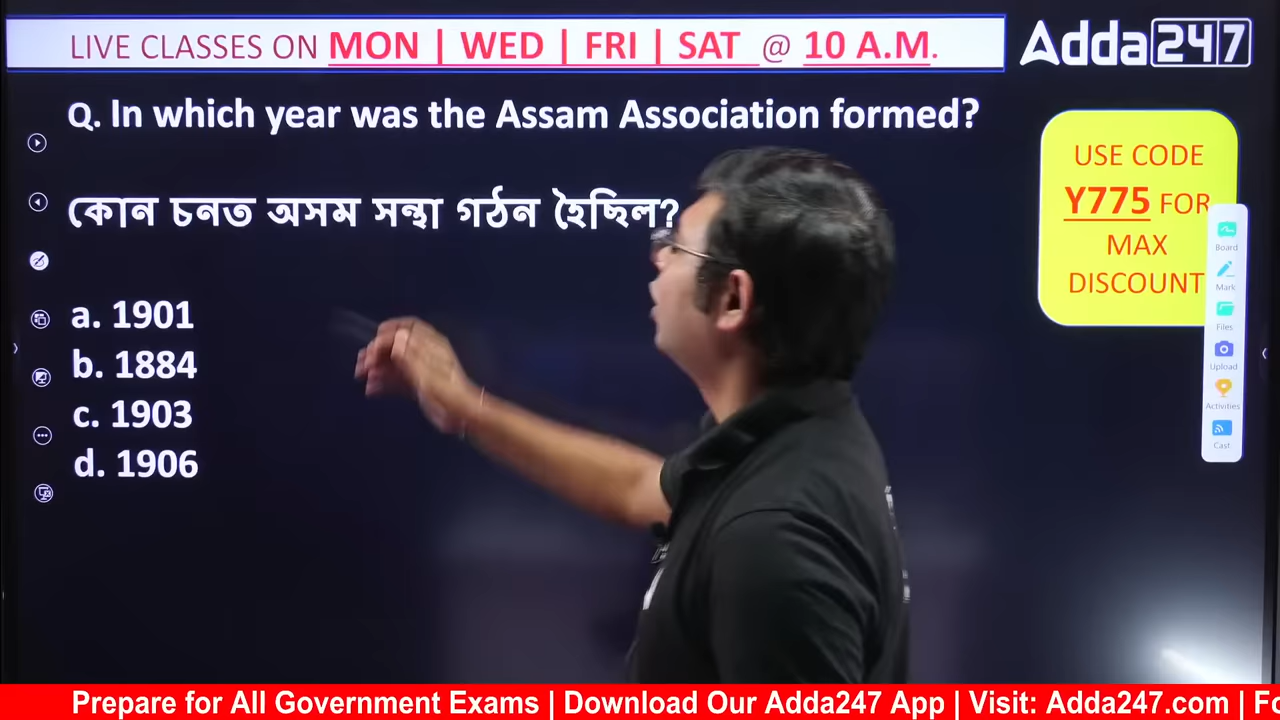 LIVE CLASSES ON MON | WED | FRI | SAT @ 10 A.M.
Adda247
Q. In which year was the Assam Association formed?
কোন চনত অসম সন্থা গঠন হৈছিল?
a. 1901
b. 1884
c. 1903
d. 1906
USE CODE
Y775 FOR
MAX
DISCOUNT
Board
Mark
Files
Upload
Activities
Cast
Prepare for All Government Exams | Download Our Adda247 App | Visit: Adda247.com | Fo